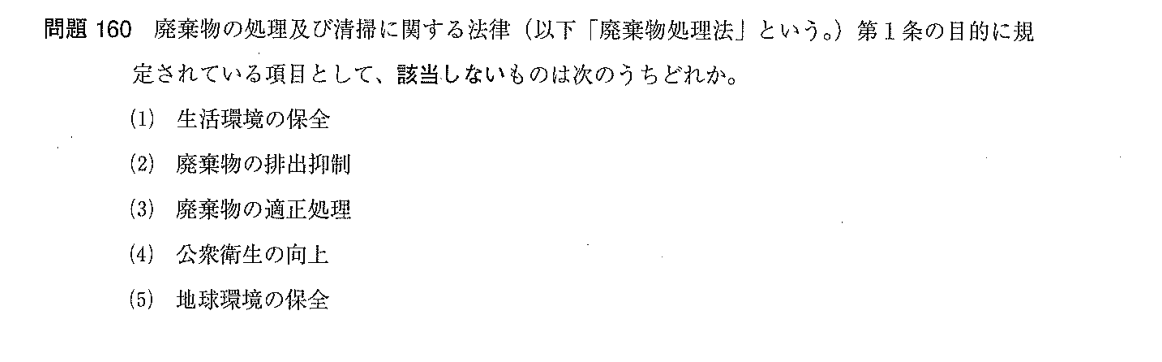 問題 160　廃棄物の処理及び清掃に関する法律（以下「廃棄物処理法」という。）第１条の目的に規
定されている項目として、該当しないものは次のうちどれか。
(1)　生活環境の保全
(2)　廃棄物の排出抑制
(3)　廃棄物の適正処理
(4)　公衆衛生の向上
(5)　地球環境の保全